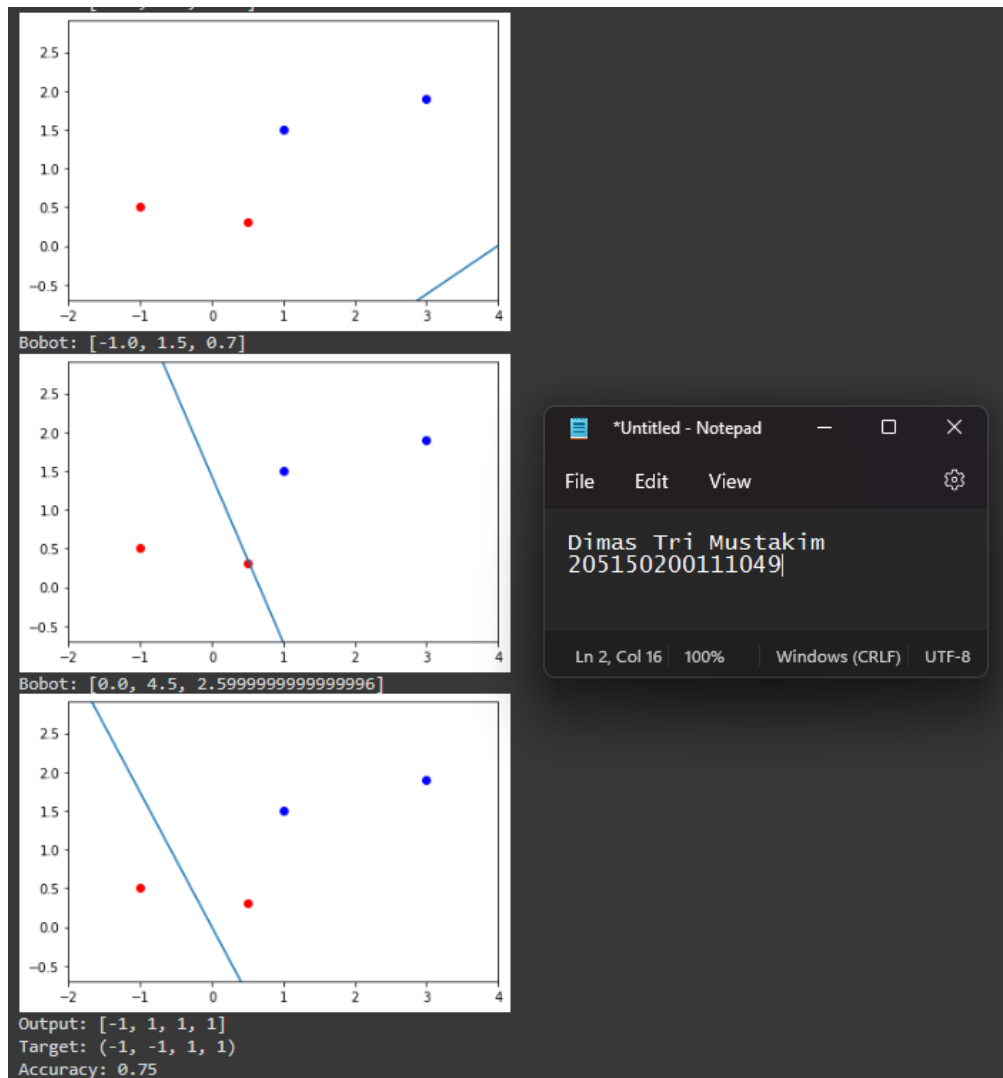 2.5
2.0
1.5
1.0
0.5
0.0
−0.5
−2 −1 0 1 2 3 4
Bobot: [-1.0, 1.5, 0.7]
2.5
2.0
1.5
1.0
0.5
0.0
−0.5
−2 −1 0 1 2 3 4
Bobot: [0.0, 4.5, 2.5999999999999996]
2.5
2.0
1.5
1.0
0.5
0.0
−0.5
−2 −1 0 1 2 3 4
Output: [-1, 1, 1, 1]
Target: (-1, -1, 1, 1)
Accuracy: 0.75
*Untitled - Notepad
File Edit View
Dimas Tri Mustakim
205150200111049
Ln 2, Col 16 100% Windows (CRLF) UTF-8